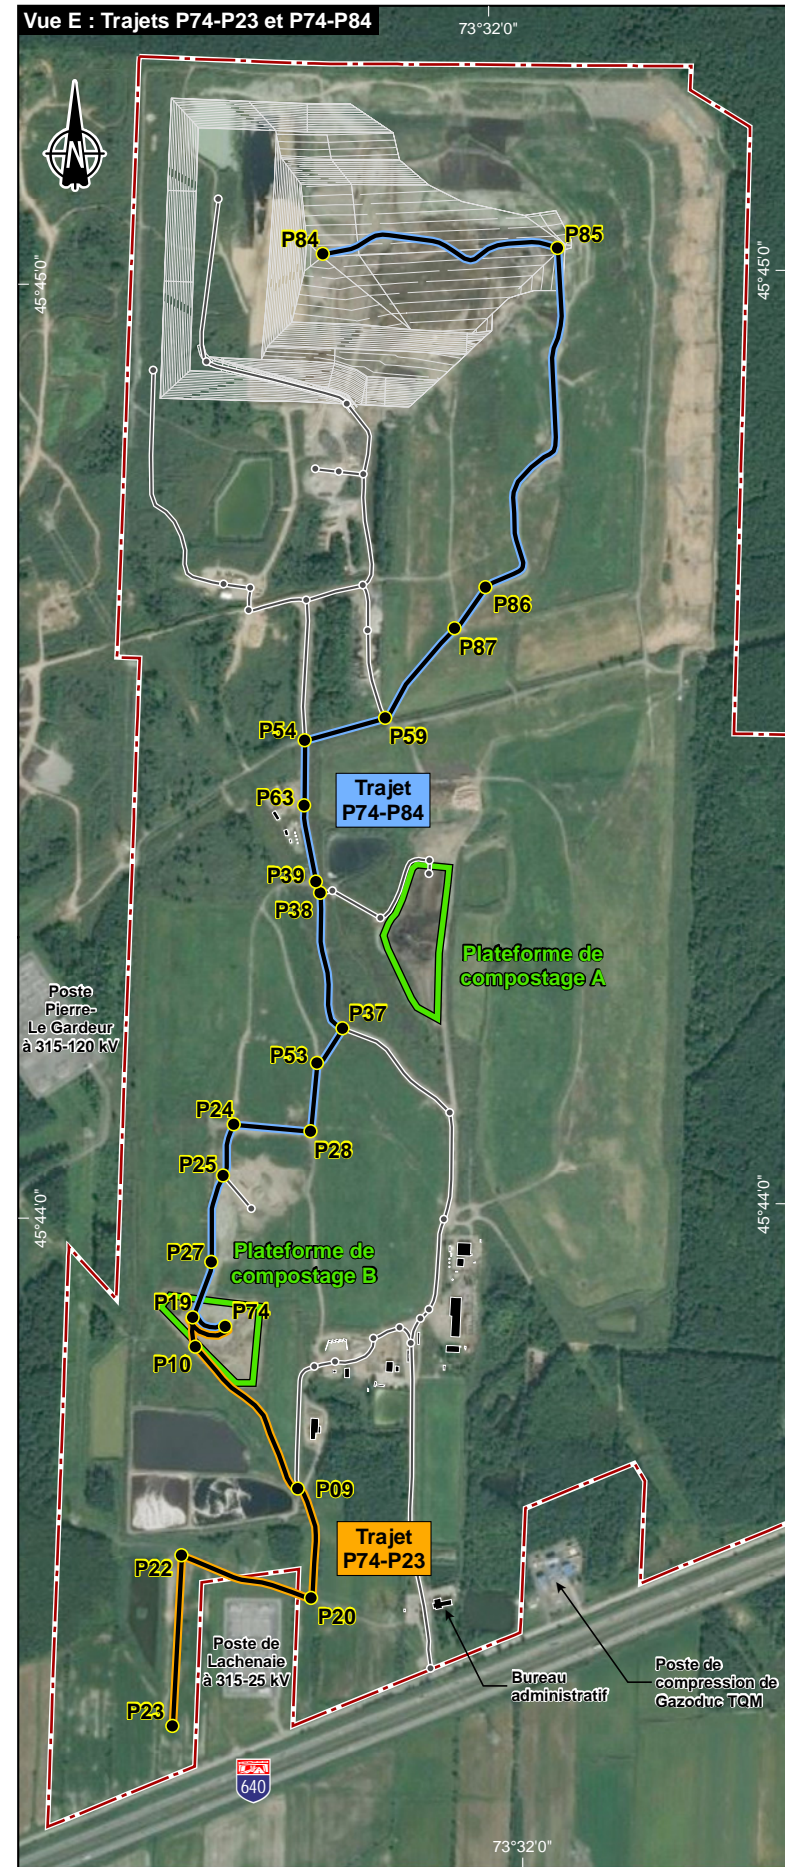 Vue E : Trajets P74-P23 et P74-P84
73°32'0"
N
P84
P85
45°45'0"
45°45'0"
P86
P87
P59
P54
Trajet
P74-P84
P63
P39
P38
Plateforme de
compostage A
Poste
Pierre-
Le Gardeur
à 315-120 kV
P37
P53
P24
P28
P25
45°44'0"
45°44'0"
P27
Plateforme de
compostage B
P19
P74
P10
P09
Trajet
P74-P23
P22
P20
Poste de
Lachenaie
à 315-25 kV
Bureau
administratif
Poste de
compression de
Gazoduc TQM
P23
640
73°32'0"